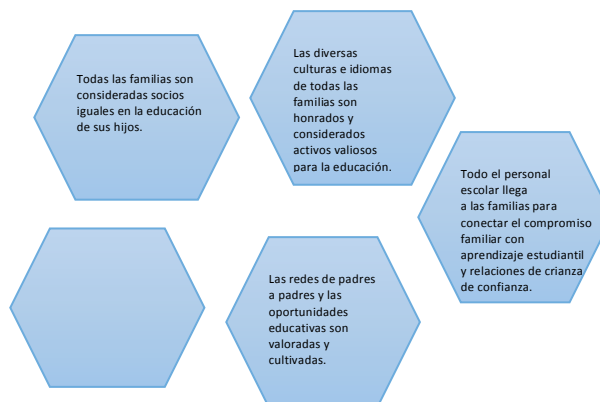 Todas las familias son
consideradas socios
iguales en la educación
de sus hijos.
Las diversas
culturas e idiomas
de todas las
familias son
honrados y
considerados
activos valiosos
para la educación.
Todo el personal
escolar llega
a las familias para
conectar el compromiso
familiar con
aprendizaje estudiantil
y relaciones de crianza
de confianza.
Las redes de padres
a padres y las
oportunidades
educativas son
valoradas y
cultivadas.